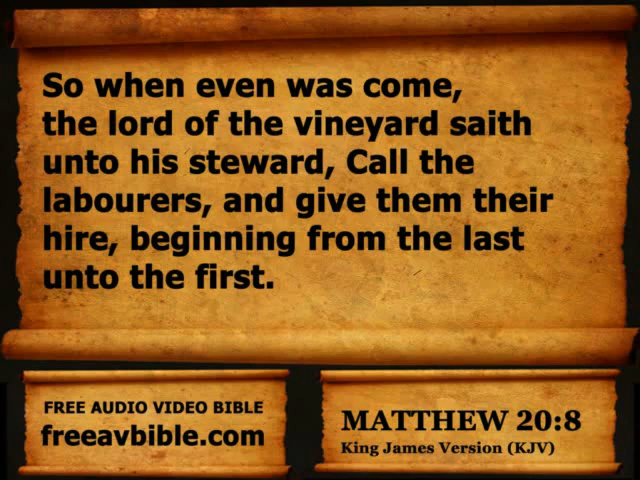 So when even was come,
the lord of the vineyard saith
unto his steward, Call the
labourers, and give them their
hire, beginning from the last
unto the first.
FREE AUDIO VIDEO BIBLE
freeavbible.com
MATTHEW 20:8
King James Version (KJV)